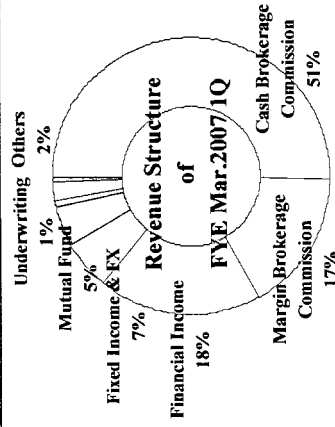 Underwriting Others
1%
2%
Mutual Fund
5%
Fixed Income & FX
7%
Revenue Structure
of
FYE Mar.2007/1Q
Financial Income
18%
Cash Brokerage
Commission
51%
Margin Brokerage
Commission
17%